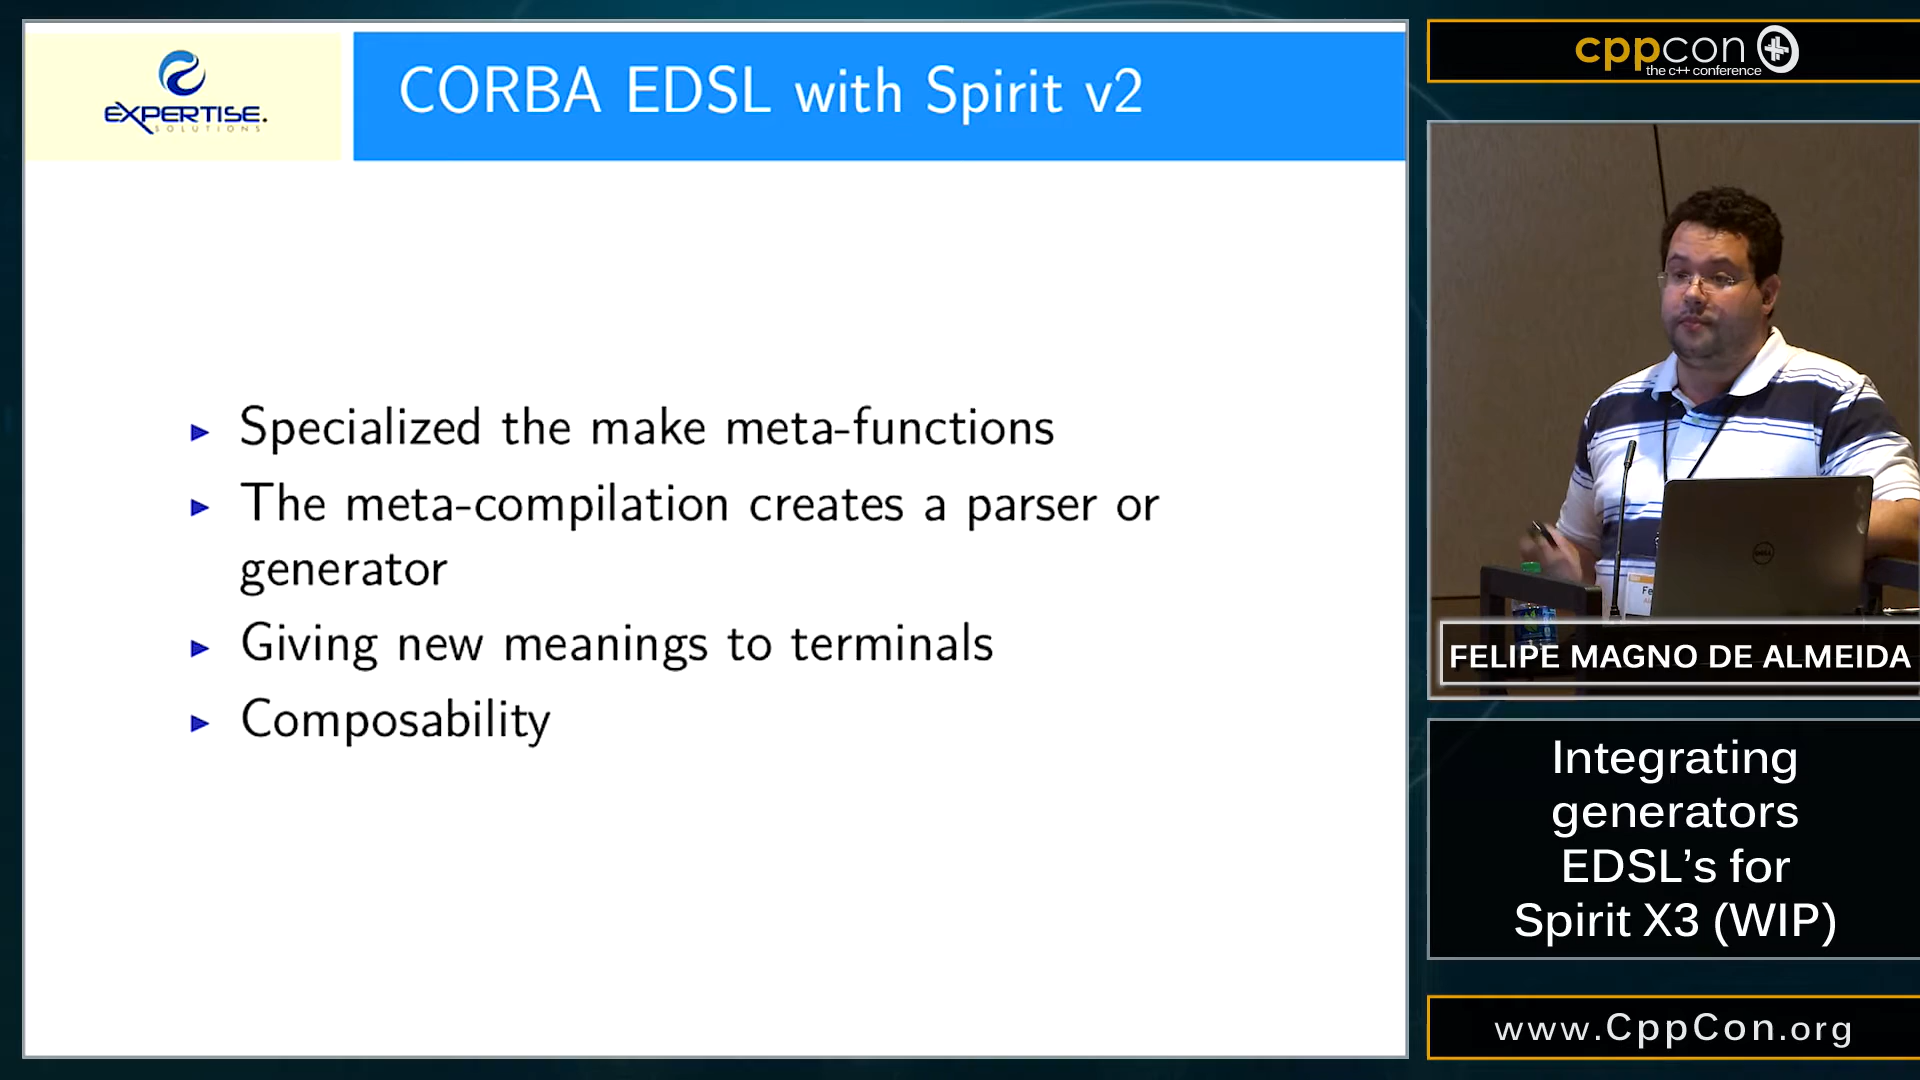 EXPERTISE.
SOLUTIONS
CORBA EDSL with Spirit v2
Specialized the make meta-functions
The meta-compilation creates a parser or
generator
Giving new meanings to terminals
Composability
cppcon
the c++ conference
DELL
Fe
FELIPE MAGNO DE ALMEIDA
Integrating
generators
EDSL’s for
Spirit X3 (WIP)
www.CppCon.org